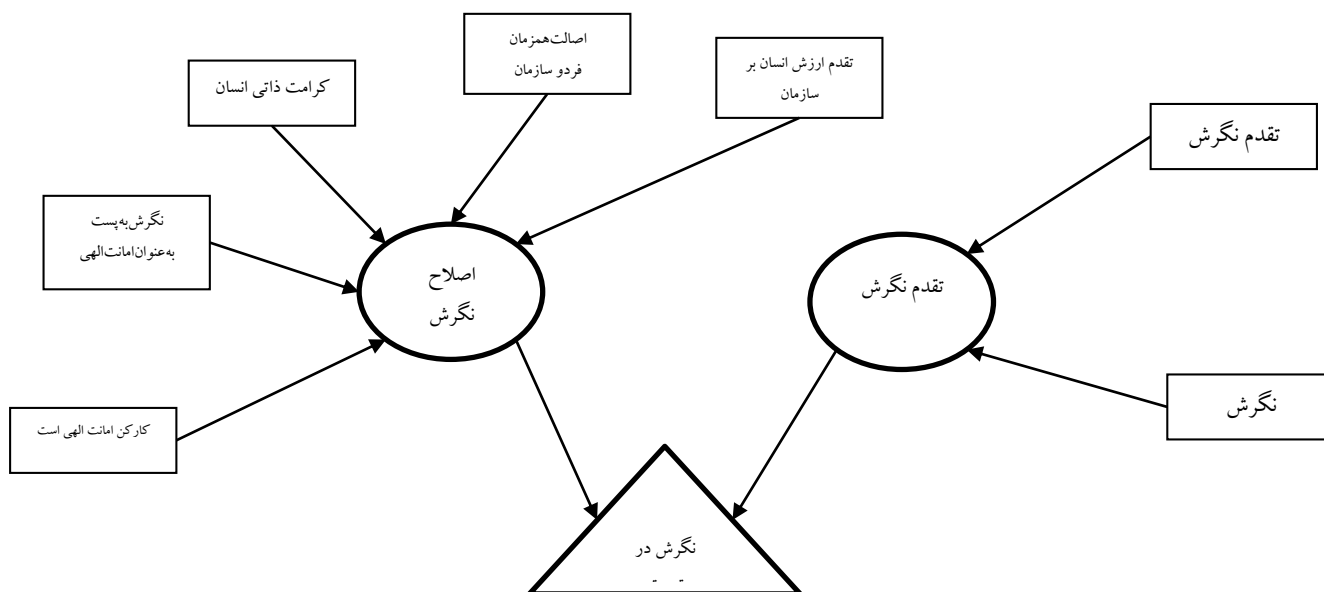 اصالت‌همزمان
فردو سازمان
تقدم ارزش انسان بر
سازمان
کرامت ذاتی انسان
تقدم نگرش
نگرش‌به‌پست
به‌عنوان‌امانت‌الهی
اصلاح
نگرش
تقدم نگرش
نگرش
کارکن امانت الهی است
نگرش در